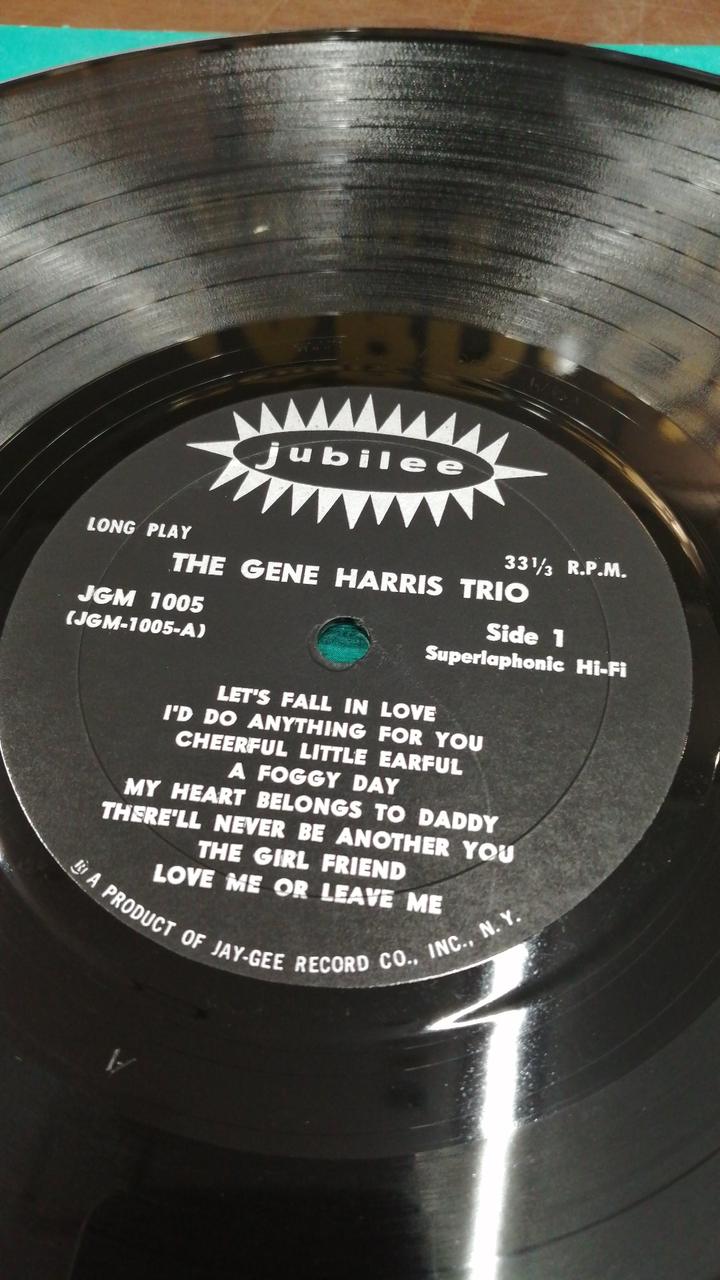 jubilee
LONG PLAY
33⅓ R.P.M.
THE GENE HARRIS TRIO
JGM 1005
(JGM-1005-A)
Side 1
Superlaphonic Hi-Fi
LET'S FALL IN LOVE
I'D DO ANYTHING FOR YOU
CHEERFUL LITTLE EARFUL
A FOGGY DAY
MY HEART BELONGS TO DADDY
THERE'LL NEVER BE ANOTHER YOU
THE GIRL FRIEND
LOVE ME OR LEAVE ME
® A PRODUCT OF JAY-GEE RECORD CO., INC., N.Y.
A